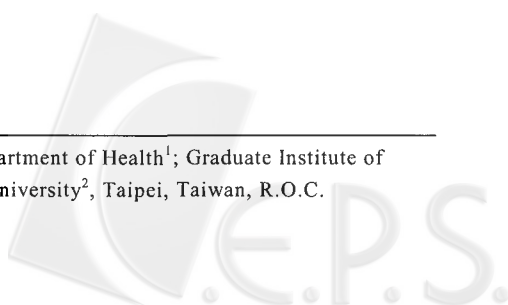 artment of Health¹; Graduate Institute of
niversity², Taipei, Taiwan, R.O.C.
C.E.P.S.